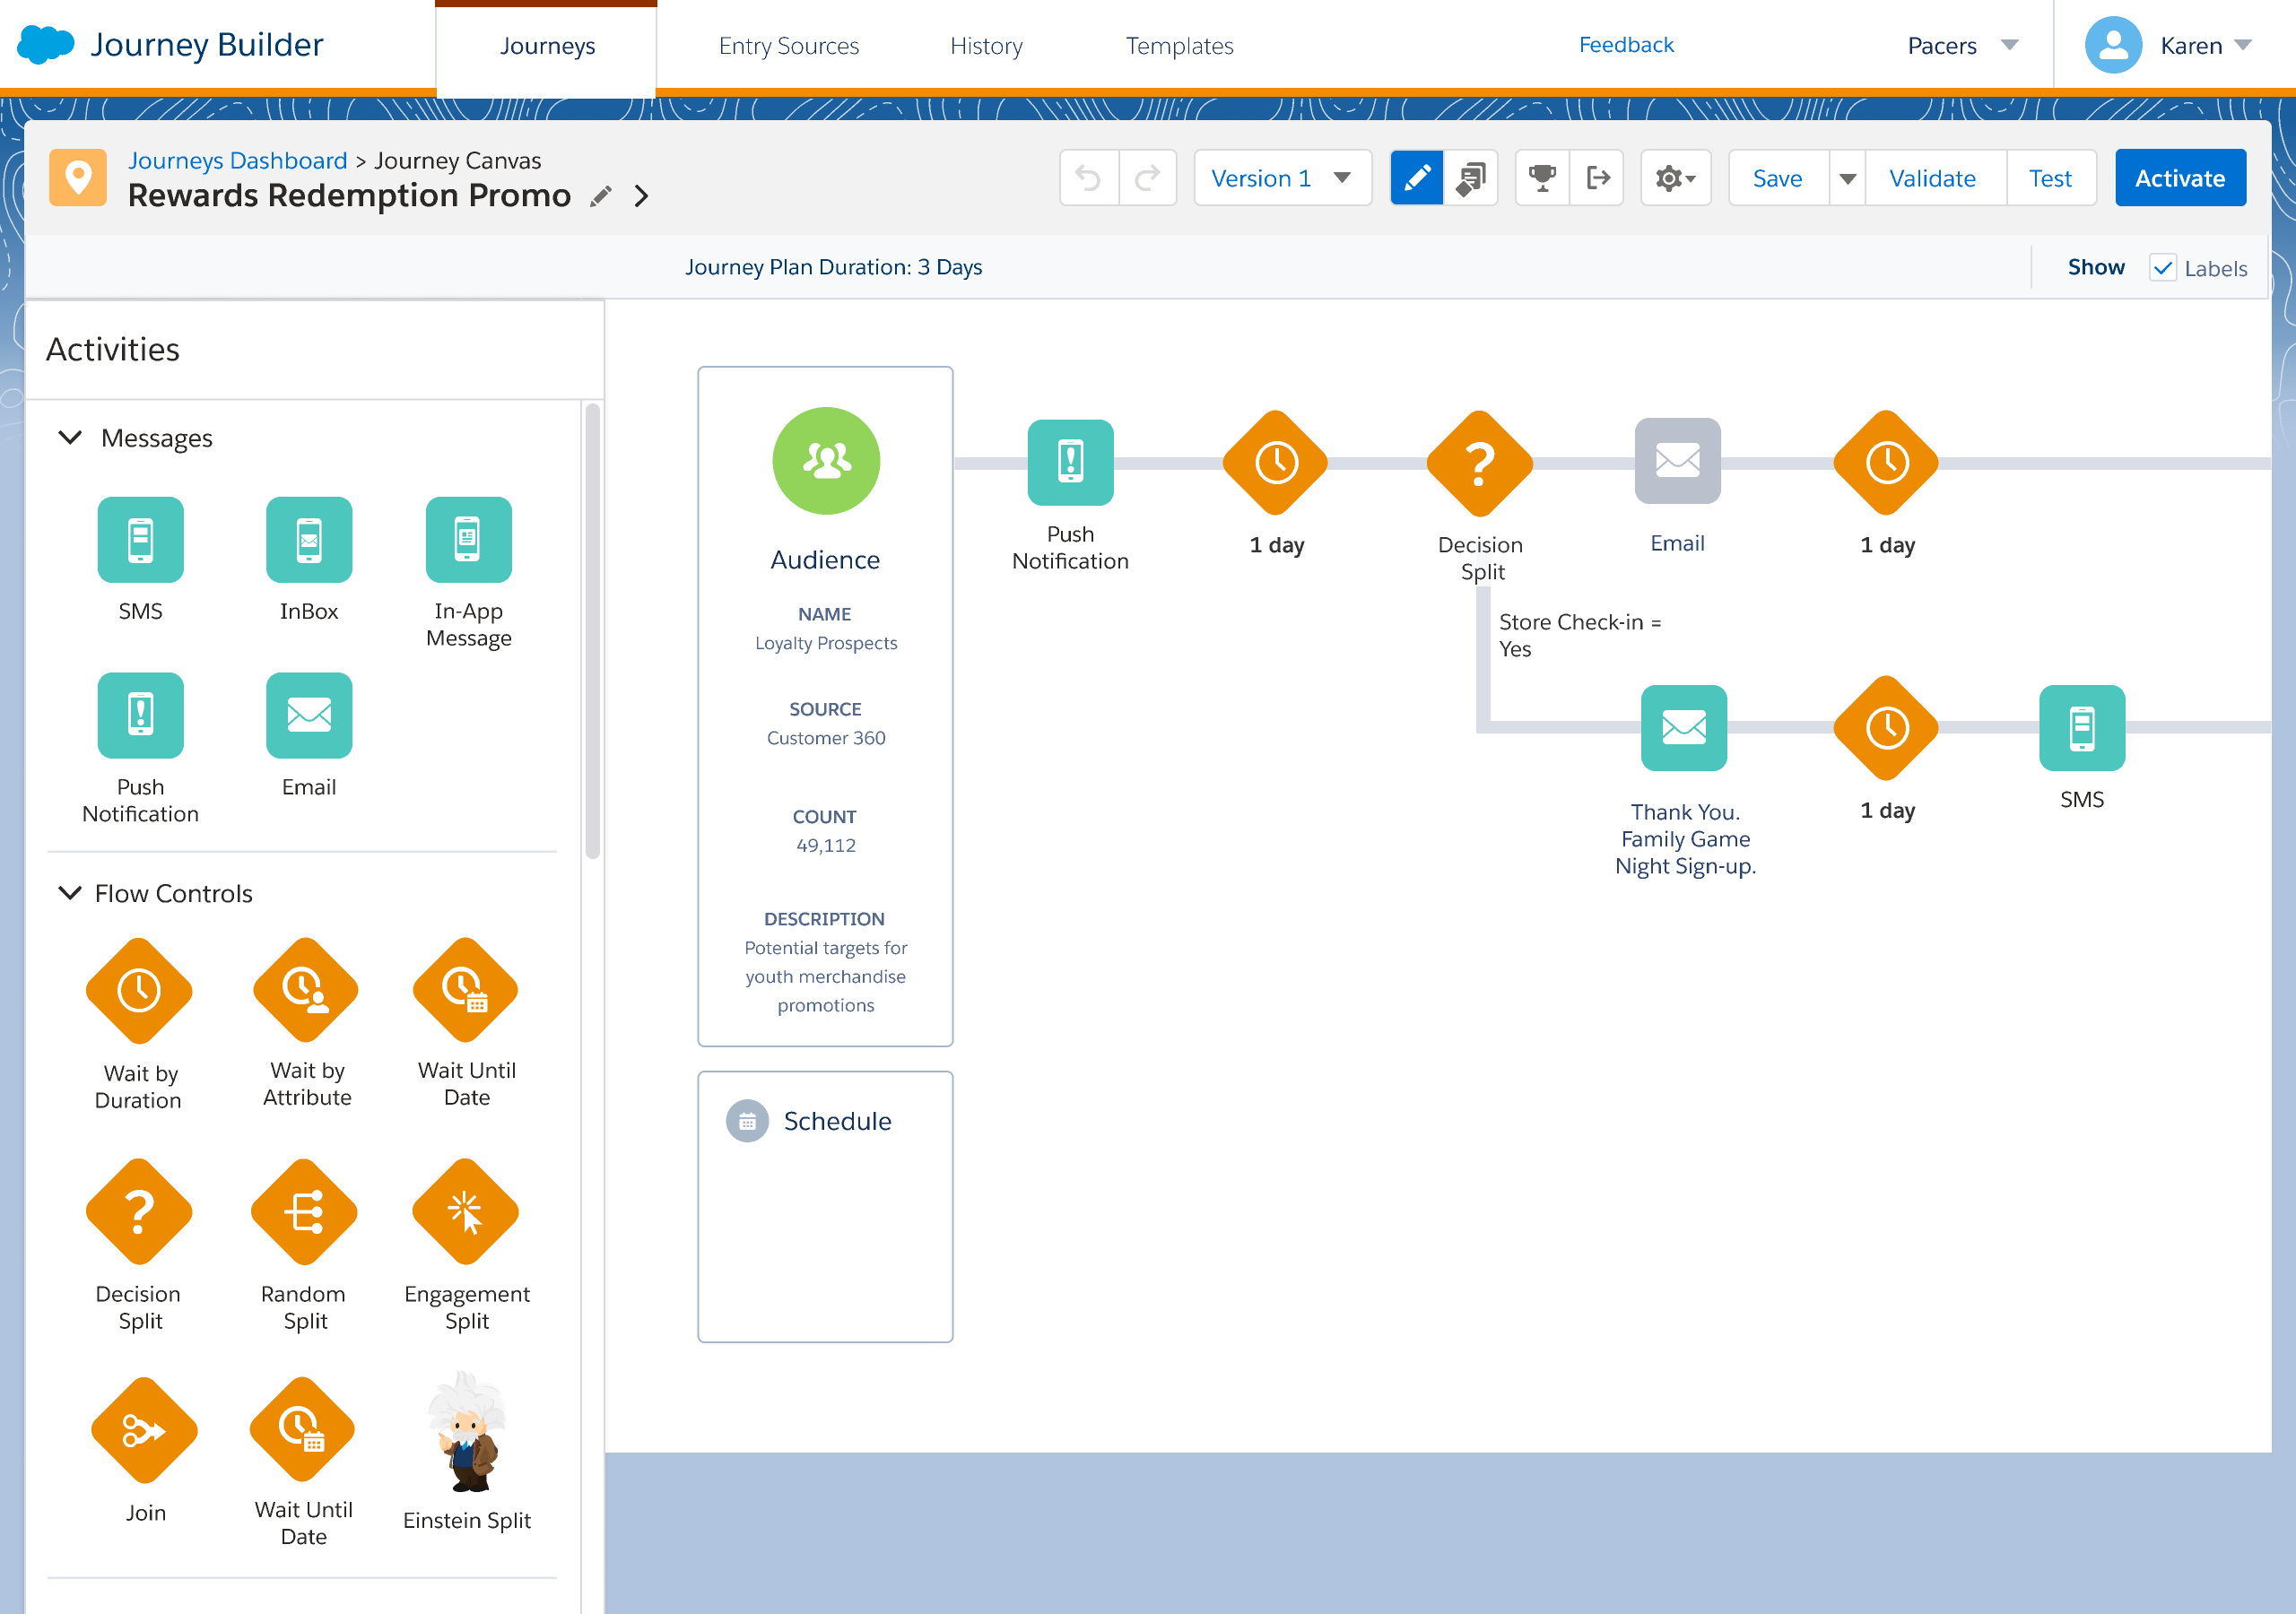 Journey Builder
Journeys
Entry Sources
History
Templates
Feedback
Pacers
Karen
Journeys Dashboard > Journey Canvas
Rewards Redemption Promo
Version 1
Save
Validate
Test
Activate
Journey Plan Duration: 3 Days
Show
Labels
Activities
Messages
SMS
InBox
In-App
Message
Push
Notification
Email
Flow Controls
Wait by
Duration
Wait by
Attribute
Wait Until
Date
Decision
Split
Random
Split
Engagement
Split
Join
Wait Until
Date
Einstein Split
Audience
NAME
Loyalty Prospects
SOURCE
Customer 360
COUNT
49,112
DESCRIPTION
Potential targets for
youth merchandise
promotions
Schedule
Push
Notification
1 day
Decision
Split
Email
1 day
Store Check-in =
Yes
Thank You.
Family Game
Night Sign-up.
1 day
SMS